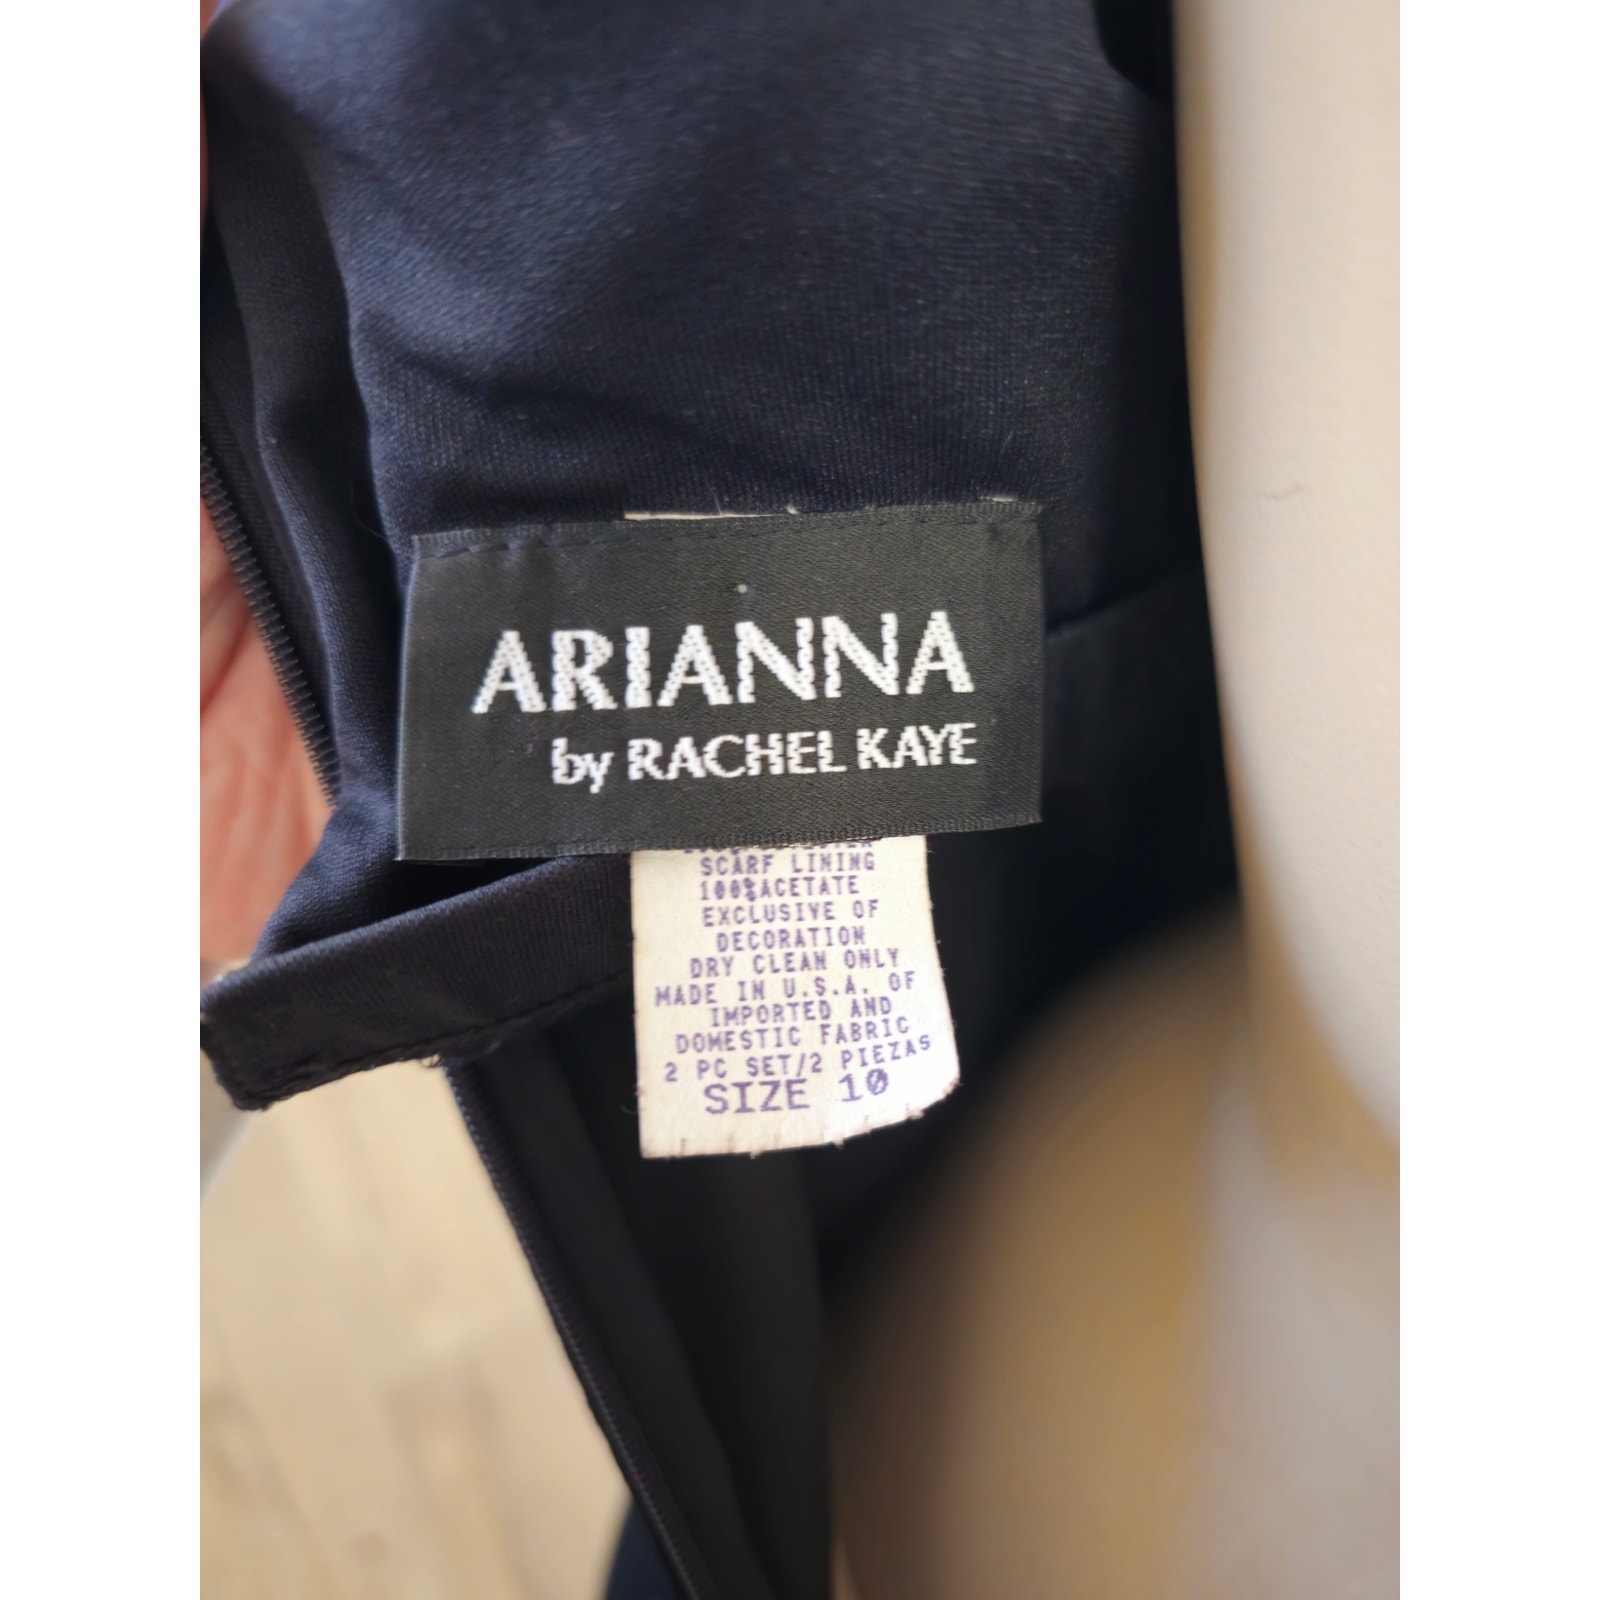 ARIANNA
by RACHEL KAYE
SCARF LINING
100%ACETATE
EXCLUSIVE OF
DECORATION
DRY CLEAN ONLY
MADE IN U.S.A. OF
IMPORTED AND
DOMESTIC FABRIC
2 PC SET/2 PIEZAS
SIZE 10